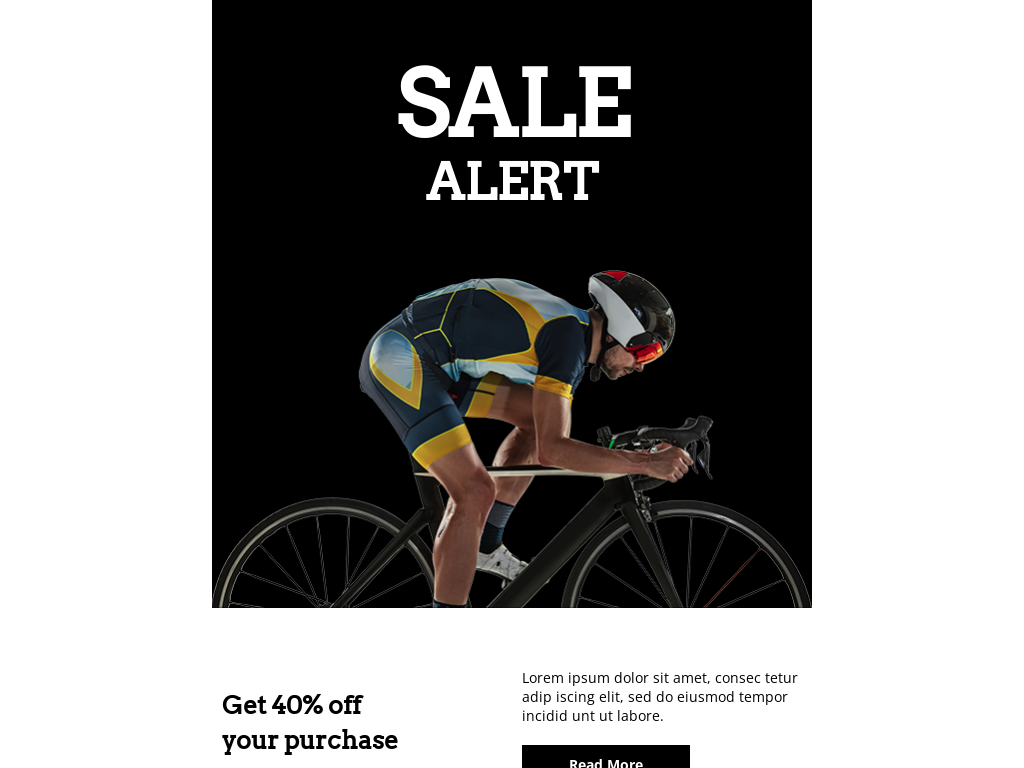 SALE
ALERT
Get 40% off
your purchase
Lorem ipsum dolor sit amet, consec tetur
adip iscing elit, sed do eiusmod tempor
incidid unt ut labore.
Read More